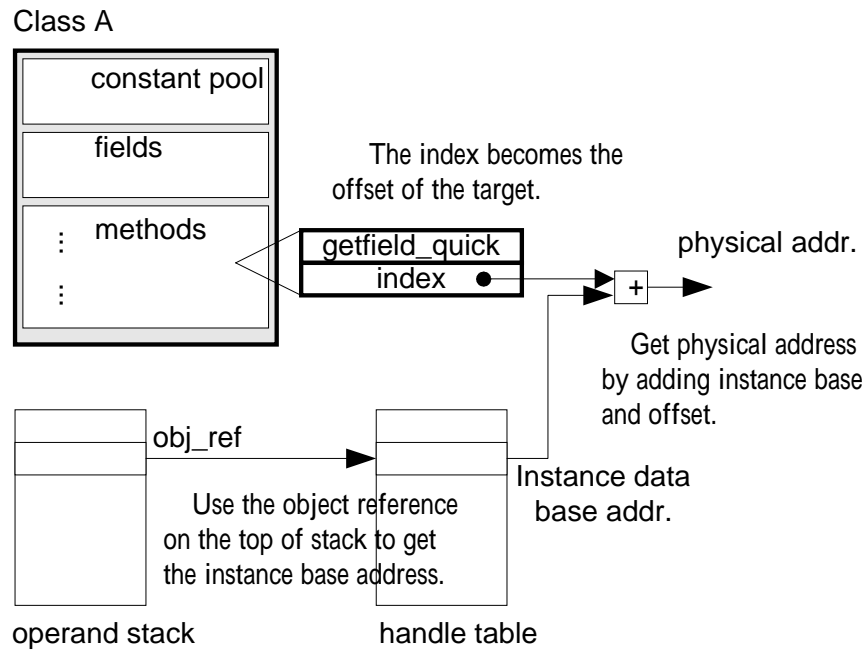 Class A
constant pool
fields
methods
⋮
⋮
The index becomes the
offset of the target.
getfield_quick
index
+
physical addr.
Get physical address
by adding instance base
and offset.
obj_ref
Use the object reference
on the top of stack to get
the instance base address.
Instance data
base addr.
operand stack
handle table